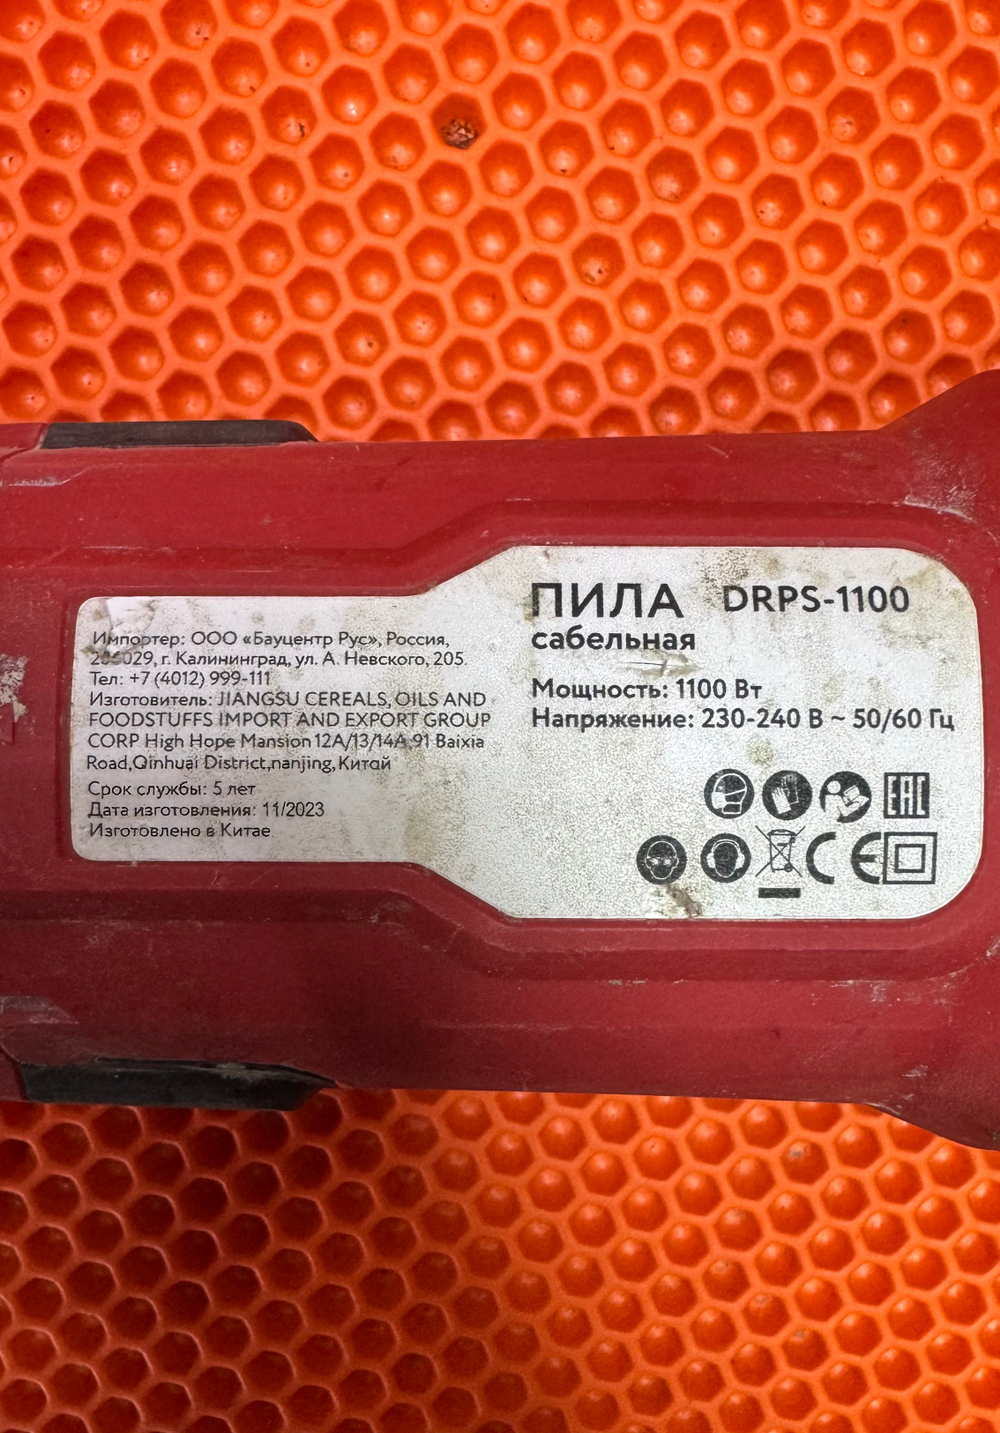 Импортер: ООО «Бауцентр Рус», Россия,
г. Калининград, ул. А. Невского, 205.
Тел: +7 (4012) 999-111
Изготовитель: JIANGSU CEREALS, OILS AND
FOODSTUFFS IMPORT AND EXPORT GROUP
CORP High Hope Mansion 12A/13/14A,91 Baixia
Road,Qinhuai District,nanjing,Китай
Срок службы: 5 лет
Дата изготовления: 11/2023
Изготовлено в Китае
ПИЛА DRPS-1100
сабельная
Мощность: 1100 Вт
Напряжение: 230-240 В ~ 50/60 Гц
EAC
CE